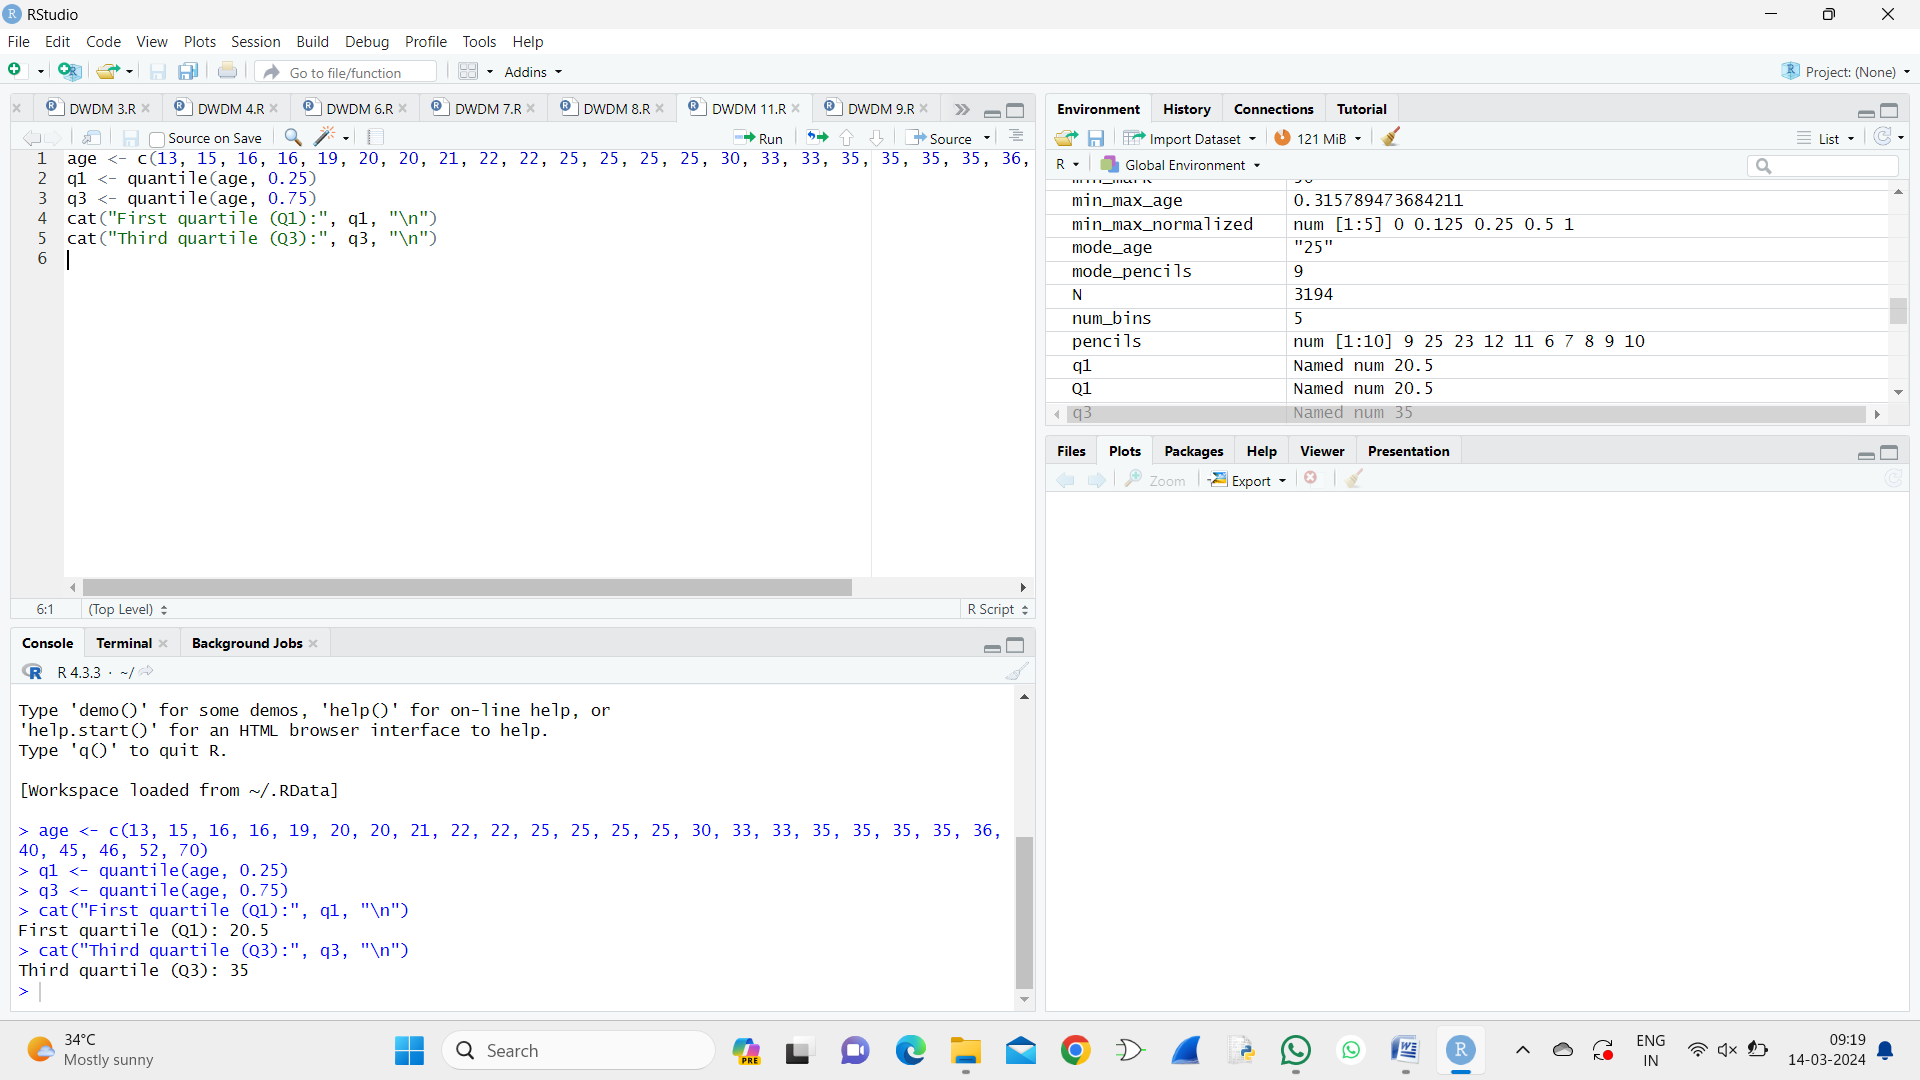 RStudio
File Edit Code View Plots Session Build Debug Profile Tools Help
Go to file/function Addins Project: (None)
DWDM 3.R DWDM 4.R DWDM 6.R DWDM 7.R DWDM 8.R DWDM 11.R DWDM 9.R
Source on Save Run Source
1 age <- c(13, 15, 16, 16, 19, 20, 20, 21, 22, 22, 25, 25, 25, 25, 30, 33, 33, 35, 35, 35, 35, 36,
2 q1 <- quantile(age, 0.25)
3 q3 <- quantile(age, 0.75)
4 cat("First quartile (Q1):", q1, "\n")
5 cat("Third quartile (Q3):", q3, "\n")
6
6:1 (Top Level) R Script
Console Terminal Background Jobs
R 4.3.3 · ~/
Type 'demo()' for some demos, 'help()' for on-line help, or
'help.start()' for an HTML browser interface to help.
Type 'q()' to quit R.
[Workspace loaded from ~/.RData]
> age <- c(13, 15, 16, 16, 19, 20, 20, 21, 22, 22, 25, 25, 25, 25, 30, 33, 33, 35, 35, 35, 35, 36,
40, 45, 46, 52, 70)
> q1 <- quantile(age, 0.25)
> q3 <- quantile(age, 0.75)
> cat("First quartile (Q1):", q1, "\n")
First quartile (Q1): 20.5
> cat("Third quartile (Q3):", q3, "\n")
Third quartile (Q3): 35
>
Environment History Connections Tutorial
Import Dataset 121 MiB List
R Global Environment
min_max_age 0.315789473684211
min_max_normalized num [1:5] 0 0.125 0.25 0.5 1
mode_age "25"
mode_pencils 9
N 3194
num_bins 5
pencils num [1:10] 9 25 23 12 11 6 7 8 9 10
q1 Named num 20.5
Q1 Named num 20.5
q3 Named num 35
Files Plots Packages Help Viewer Presentation
Zoom Export
34°C
Mostly sunny
Search
PRE
ENG
IN
09:19
14-03-2024